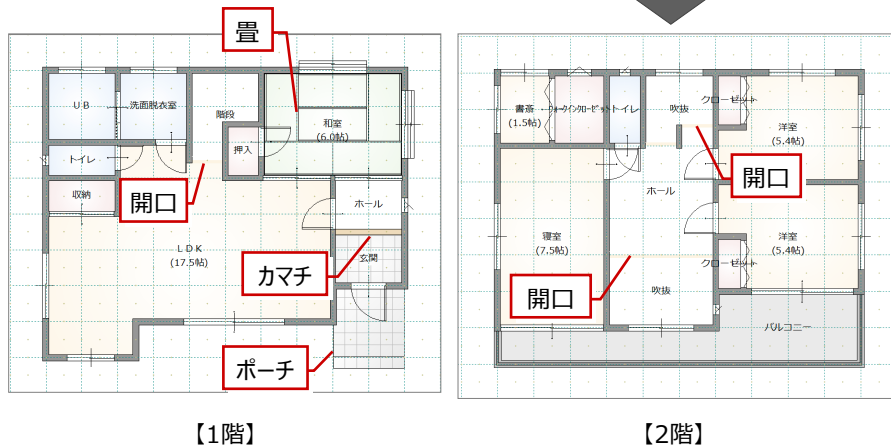 畳
UB
洗面脱衣室
階段
和室
(6.0帖)
押入
トイレ
収納
開口
ホール
LDK
(17.5帖)
カマチ
玄関
ポーチ
【1階】
書斎
(1.5帖)
ウォークインクローゼット
トイレ
吹抜
クローゼット
洋室
(5.4帖)
開口
ホール
寝室
(7.5帖)
洋室
(5.4帖)
クローゼット
開口
吹抜
バルコニー
【2階】